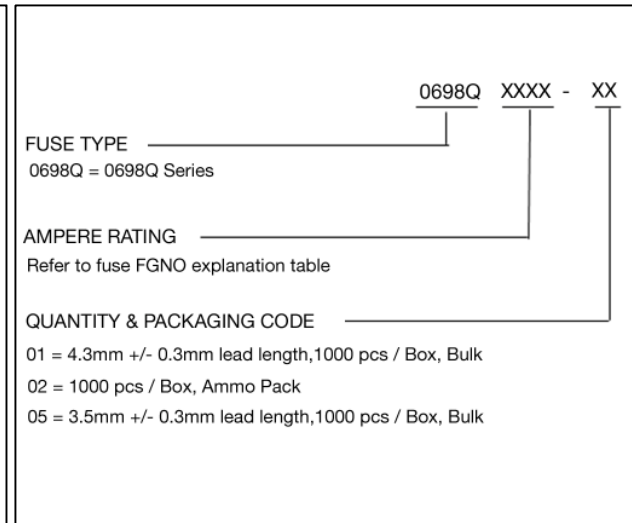 0698Q XXXX - XX
FUSE TYPE
0698Q = 0698Q Series
AMPERE RATING
Refer to fuse FGNO explanation table
QUANTITY & PACKAGING CODE
01 = 4.3mm +/- 0.3mm lead length,1000 pcs / Box, Bulk
02 = 1000 pcs / Box, Ammo Pack
05 = 3.5mm +/- 0.3mm lead length,1000 pcs / Box, Bulk